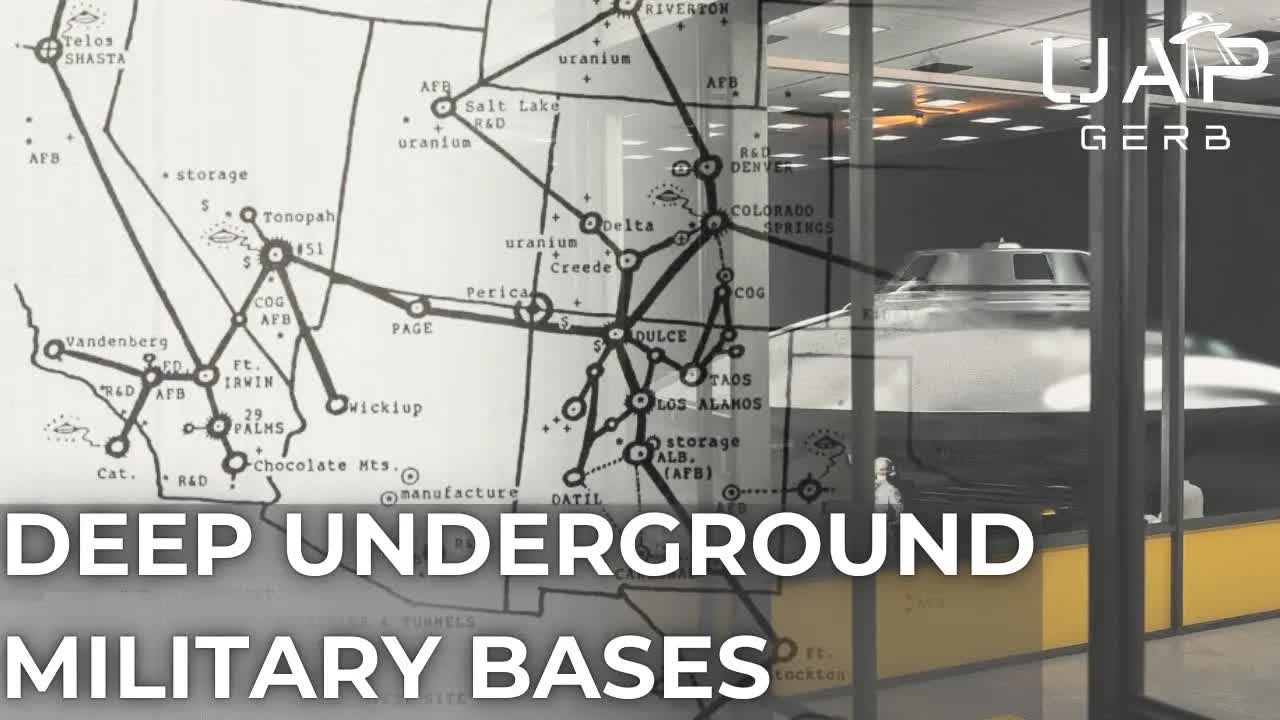 RIVERTON
Telos
SHASTA
uranium
AFB
AFB
Salt Lake
R&D
uranium
AFB
R&D
DENVER
storage
$
Tonopah
#51
$
COLORADO
SPRINGS
Delta
uranium
Creede
COG
AFB
Perica
$
COG
PAGE
$
DULCE
Vandenberg
ED.
R&D
AFB
Ft.
IRWIN
TAOS
Wickiup
LOS ALAMOS
29
PALMS
storage
ALB.
(AFB)
Cat.
R&D
Chocolate Mts.
manufacture
DATIL
AFB
& TUNNELS
Ft.
Stockton
UAP
GERB
DEEP UNDERGROUND
MILITARY BASES